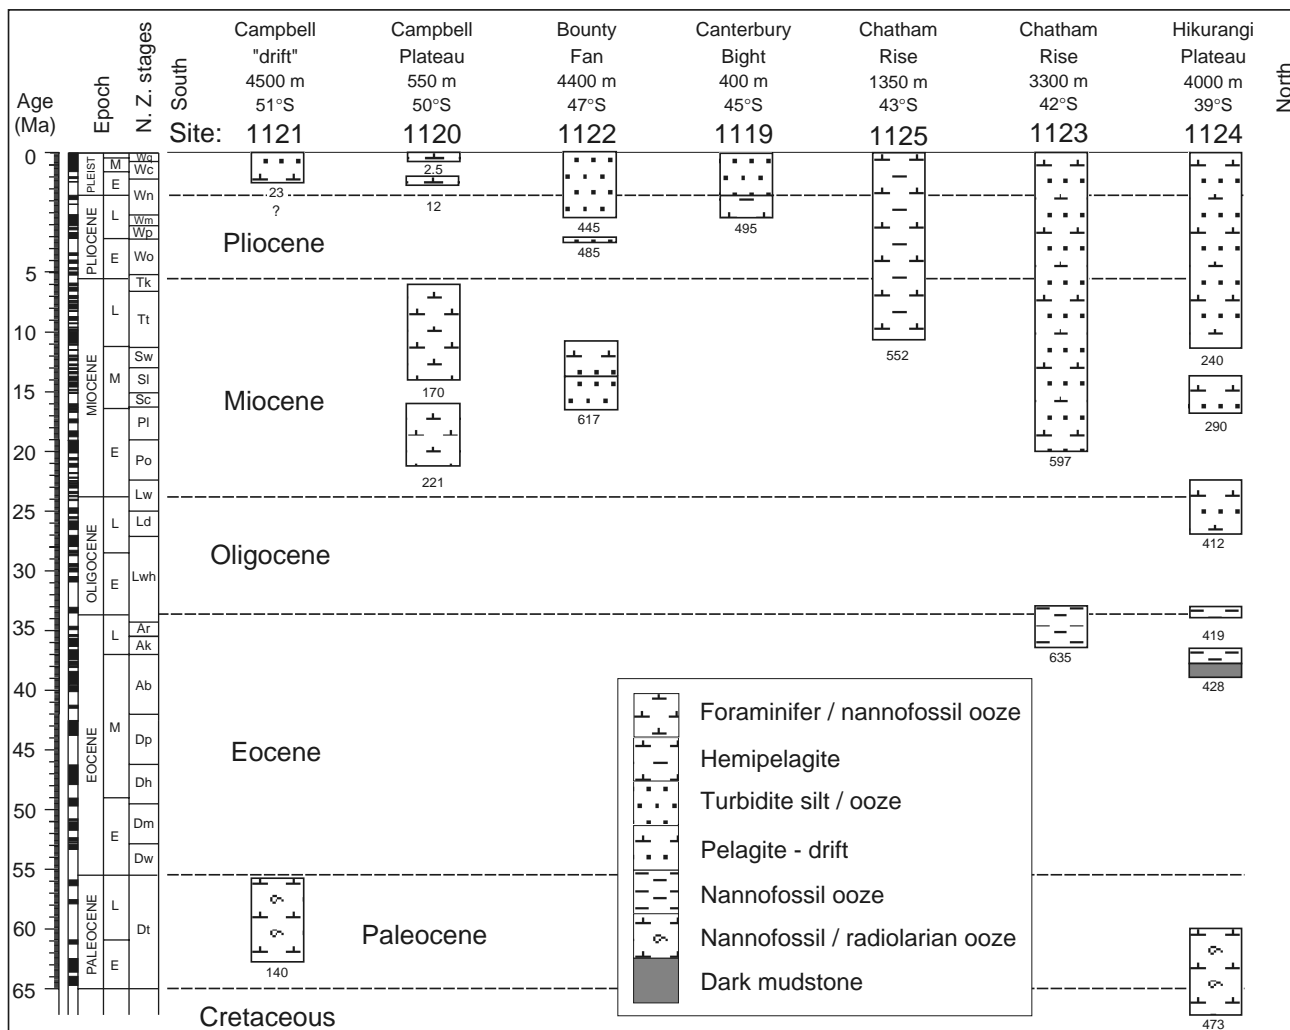 Age
(Ma)
Epoch
N. Z. stages
South
North
Campbell
"drift"
4500 m
51°S
Campbell
Plateau
550 m
50°S
Bounty
Fan
4400 m
47°S
Canterbury
Bight
400 m
45°S
Chatham
Rise
1350 m
43°S
Chatham
Rise
3300 m
42°S
Hikurangi
Plateau
4000 m
39°S
Site: 1121 1120 1122 1119 1125 1123 1124
0
5
10
15
20
25
30
35
40
45
50
55
60
65
PLEIST
PLIOCENE
MIOCENE
OLIGOCENE
EOCENE
PALEOCENE
M
E
L
E
L
M
E
L
E
L
M
E
L
E
Wq
Wc
Wn
Wm
Wp
Wo
Tk
Tt
Sw
Sl
Sc
Pl
Po
Lw
Ld
Lwh
Ar
Ak
Ab
Dp
Dh
Dm
Dw
Dt
23
?
140
2.5
12
170
221
445
485
617
495
552
597
635
240
290
412
419
428
473
Pliocene
Miocene
Oligocene
Eocene
Paleocene
Cretaceous
Foraminifer / nannofossil ooze
Hemipelagite
Turbidite silt / ooze
Pelagite - drift
Nannofossil ooze
Nannofossil / radiolarian ooze
Dark mudstone